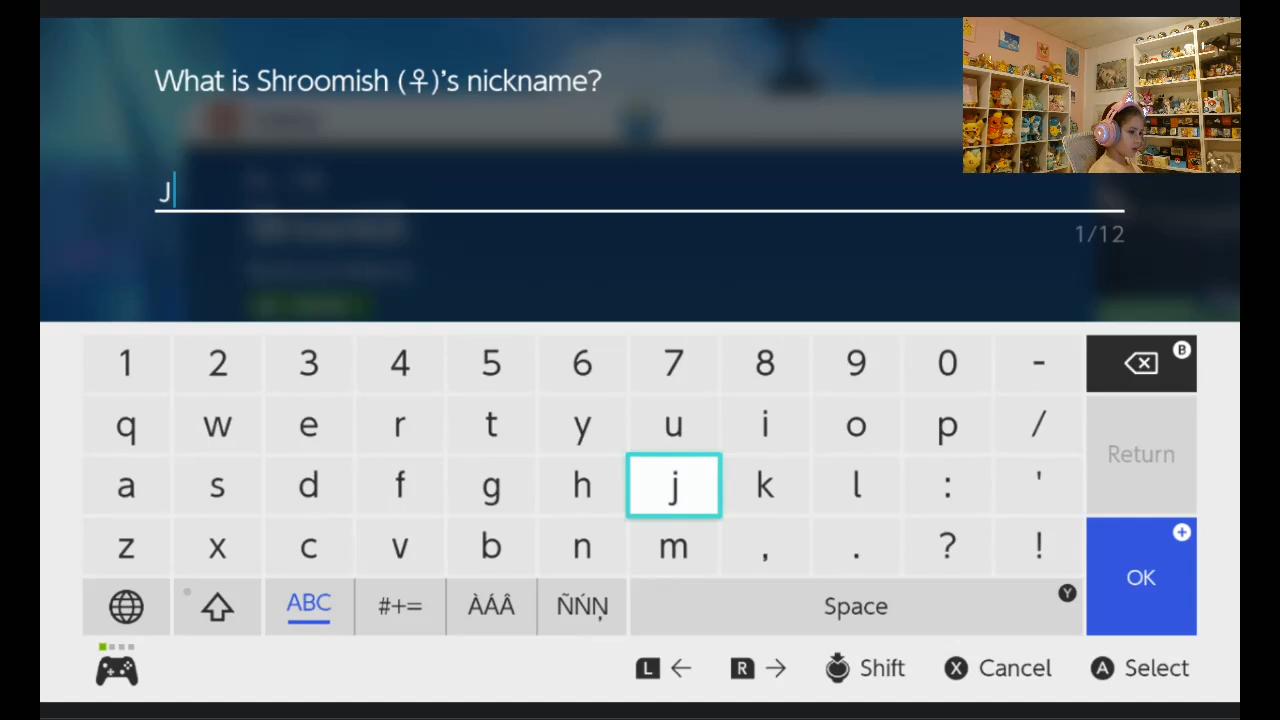 What is Shroomish (♀)'s nickname?
J
1/12
1 2 3 4 5 6 7 8 9 0 - B
q w e r t y u i o p / Return
a s d f g h j k l : '
z x c v b n m , . ? ! + OK
ABC #+= ÀÁÂ ÑŃŅ Space Y
L ← R → Shift X Cancel A Select